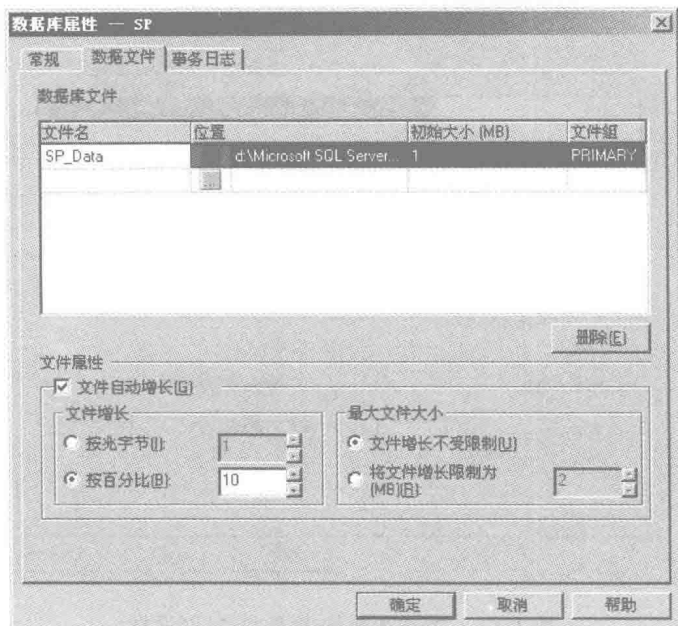 数据库属性 — SP
常规 数据文件 事务日志
数据库文件
文件名 位置 初始大小 (MB) 文件组
SP_Data d:\Microsoft SQL Server... 1 PRIMARY
...
删除(E)
文件属性
文件自动增长(G)
文件增长 最大文件大小
按兆字节(I): 1 文件增长不受限制(U)
按百分比(B): 10 将文件增长限制为
(MB)(R): 2
确定 取消 帮助